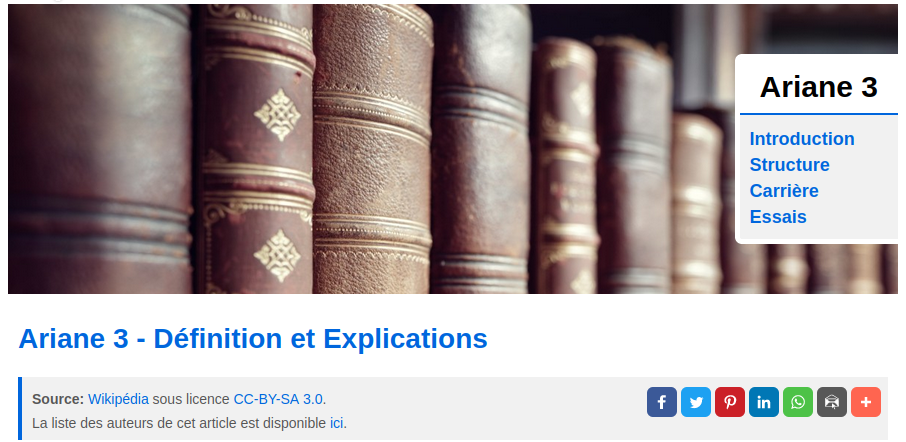 Ariane 3
Introduction
Structure
Carrière
Essais
Ariane 3 - Définition et Explications
Source: Wikipédia sous licence CC-BY-SA 3.0.
La liste des auteurs de cet article est disponible ici.